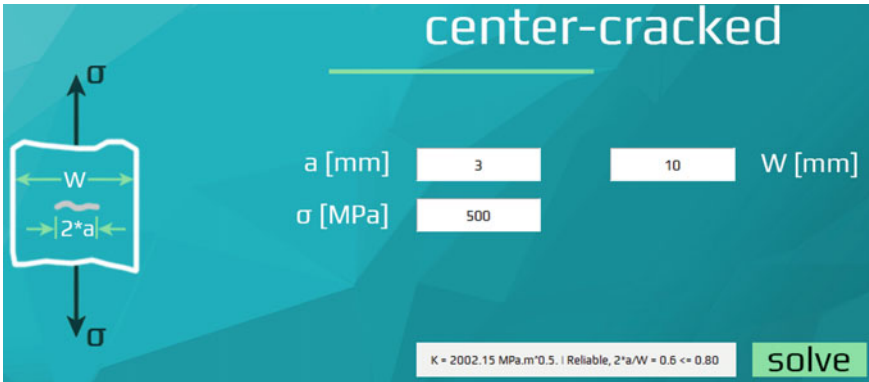 center-cracked
σ
W
2*a
σ
a [mm] 3 10 W [mm]
σ [MPa] 500
K = 2002.15 MPa.m^0.5. | Reliable, 2*a/W = 0.6 <= 0.80 solve